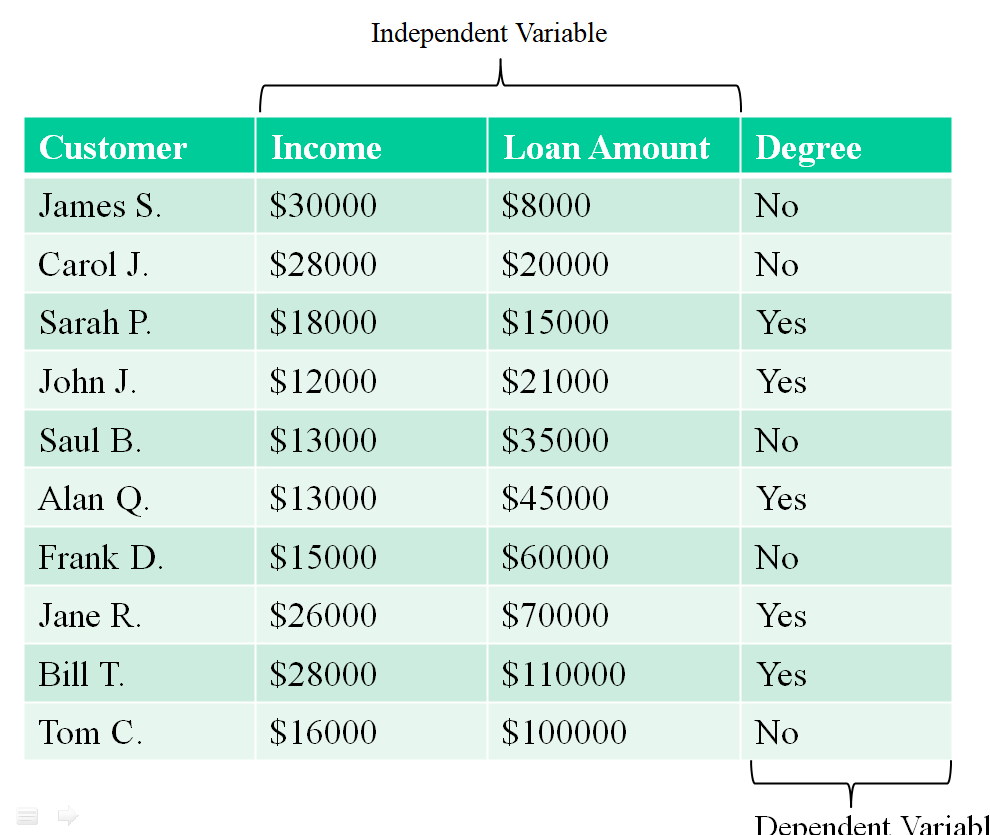 Independent Variable
Customer Income Loan Amount Degree
James S. $30000 $8000 No
Carol J. $28000 $20000 No
Sarah P. $18000 $15000 Yes
John J. $12000 $21000 Yes
Saul B. $13000 $35000 No
Alan Q. $13000 $45000 Yes
Frank D. $15000 $60000 No
Jane R. $26000 $70000 Yes
Bill T. $28000 $110000 Yes
Tom C. $16000 $100000 No
Dependent Variabl